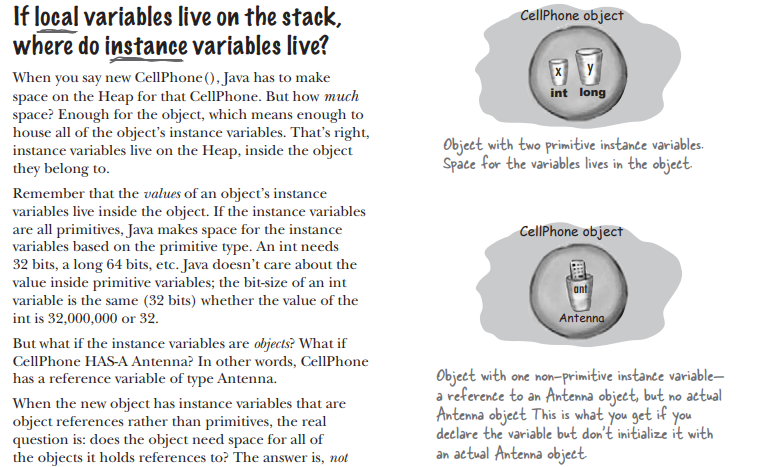 If local variables live on the stack,
where do instance variables live?
When you say new CellPhone(), Java has to make
space on the Heap for that CellPhone. But how much
space? Enough for the object, which means enough to
house all of the object's instance variables. That's right,
instance variables live on the Heap, inside the object
they belong to.
Remember that the values of an object's instance
variables live inside the object. If the instance variables
are all primitives, Java makes space for the instance
variables based on the primitive type. An int needs
32 bits, a long 64 bits, etc. Java doesn't care about the
value inside primitive variables; the bit-size of an int
variable is the same (32 bits) whether the value of the
int is 32,000,000 or 32.
But what if the instance variables are objects? What if
CellPhone HAS-A Antenna? In other words, CellPhone
has a reference variable of type Antenna.
When the new object has instance variables that are
object references rather than primitives, the real
question is: does the object need space for all of
the objects it holds references to? The answer is, not
CellPhone object
x y
int long
Object with two primitive instance variables.
Space for the variables lives in the object.
CellPhone object
ant
Antenna
Object with one non-primitive instance variable—
a reference to an Antenna object, but no actual
Antenna object. This is what you get if you
declare the variable but don't initialize it with
an actual Antenna object.